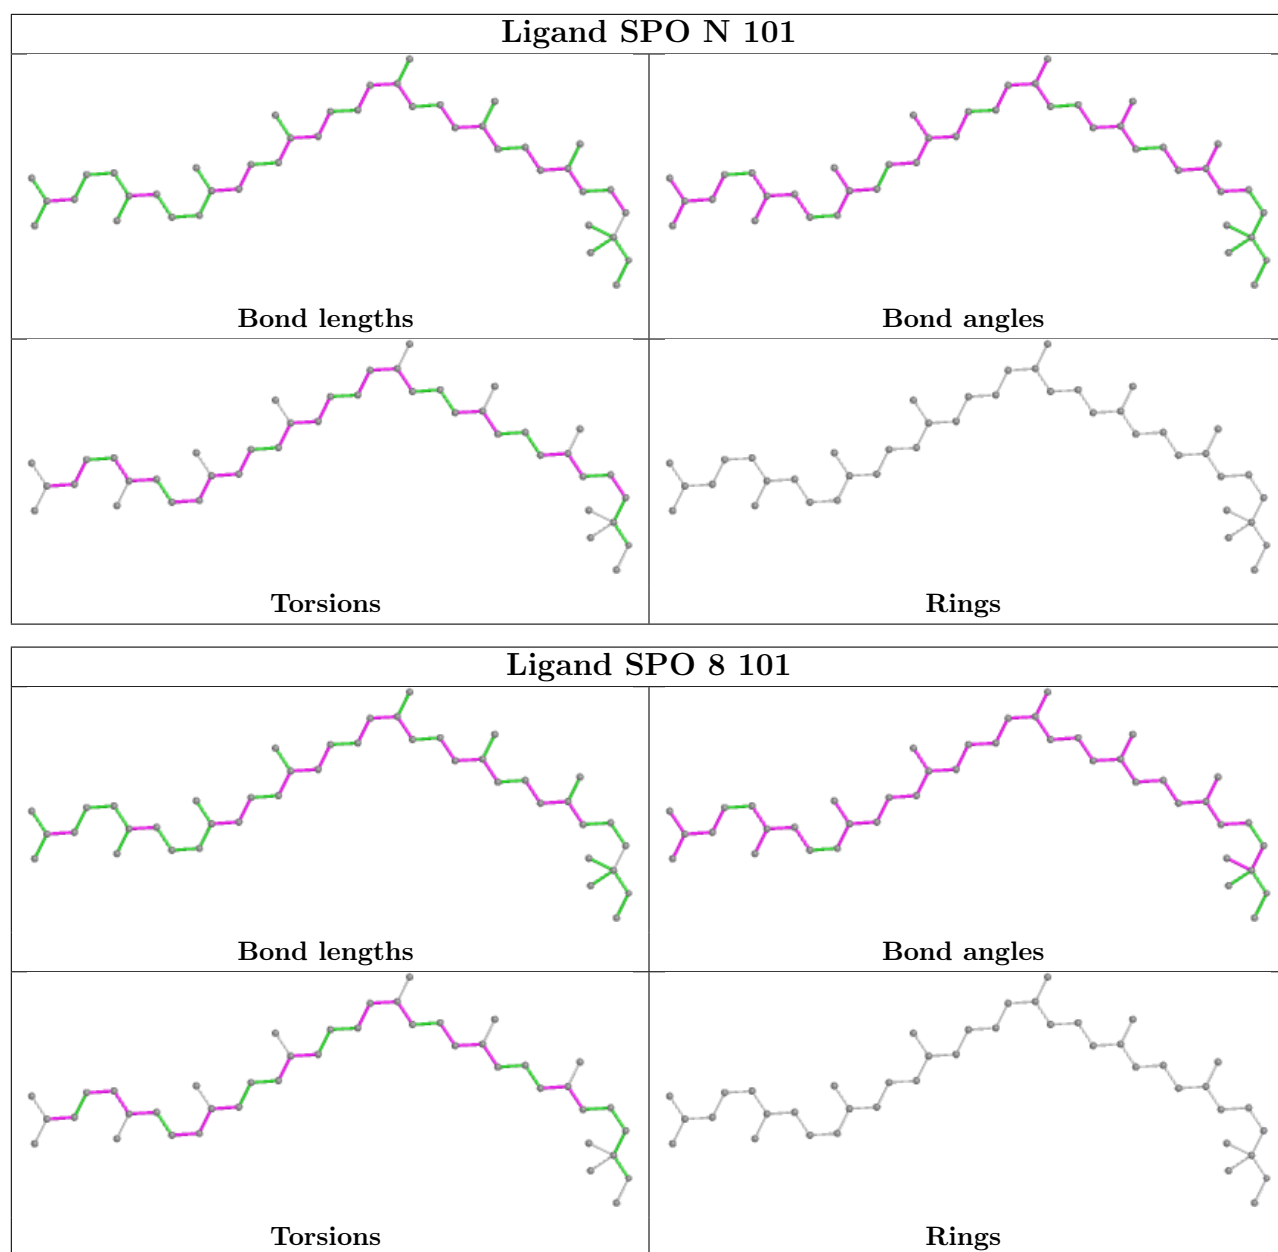 Ligand SPO N 101
Bond lengths
Bond angles
Torsions
Rings
Ligand SPO 8 101
Bond lengths
Bond angles
Torsions
Rings